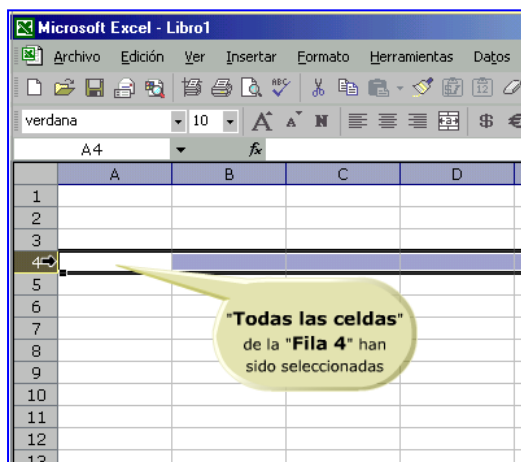 Microsoft Excel - Libro1
Archivo Edición Ver Insertar Formato Herramientas Datos
verdana 10 A A N $ €
A4 fx
A B C D
1
2
3
4
5
6
7
8
9
10
11
12
13
"Todas las celdas"
de la "Fila 4" han
sido seleccionadas